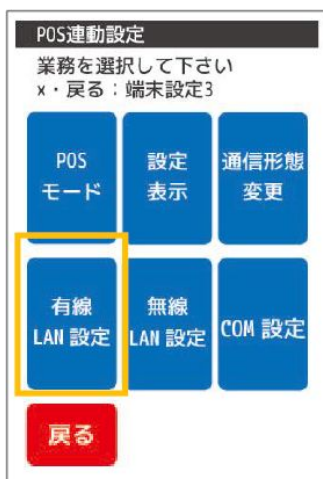 POS連動設定
業務を選択して下さい
×・戻る：端末設定3
POS
モード
設定
表示
通信形態
変更
有線
LAN 設定
無線
LAN 設定
COM 設定
戻る